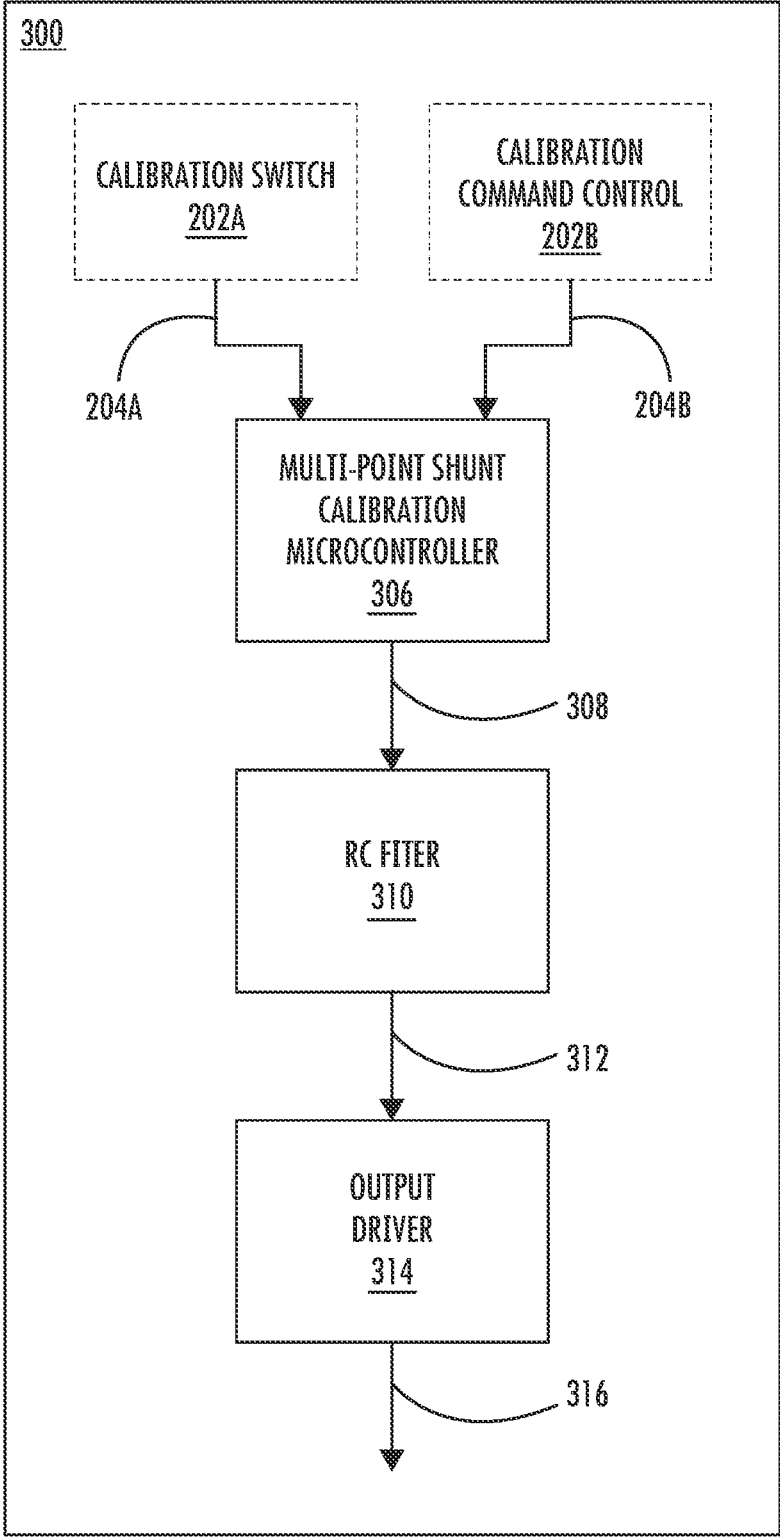 300
CALIBRATION SWITCH
202A
CALIBRATION
COMMAND CONTROL
202B
204A
204B
MULTI-POINT SHUNT
CALIBRATION
MICROCONTROLLER
306
308
RC FITER
310
312
OUTPUT
DRIVER
314
316